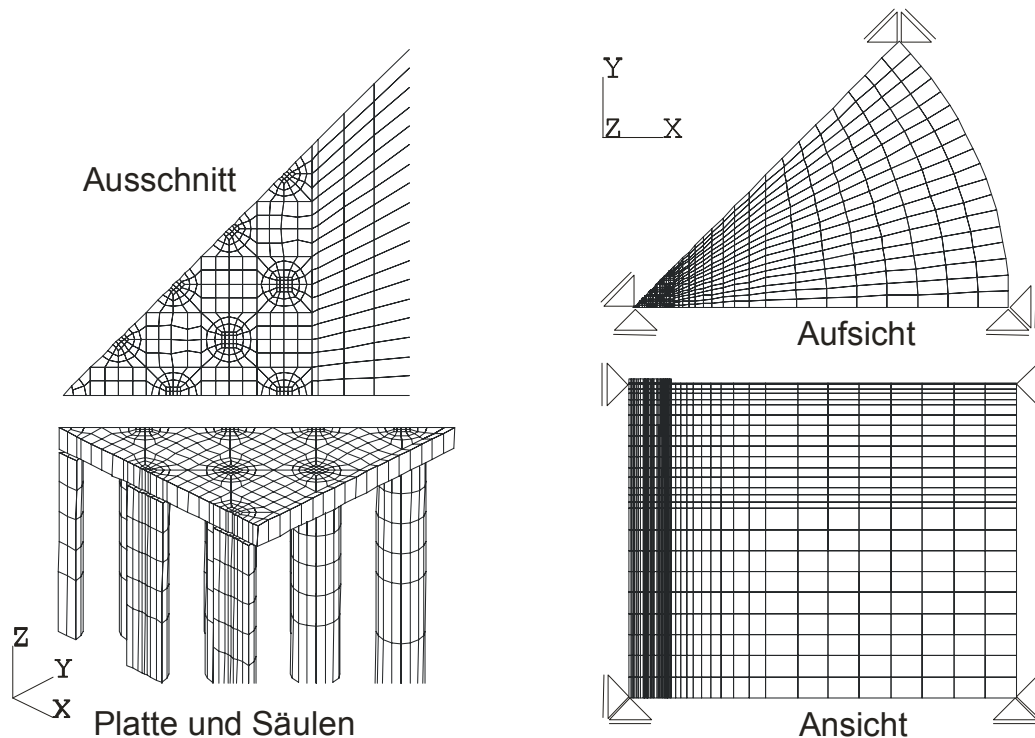 Ausschnitt
Y
Z X
Aufsicht
Z
Y
X
Platte und Säulen
Ansicht